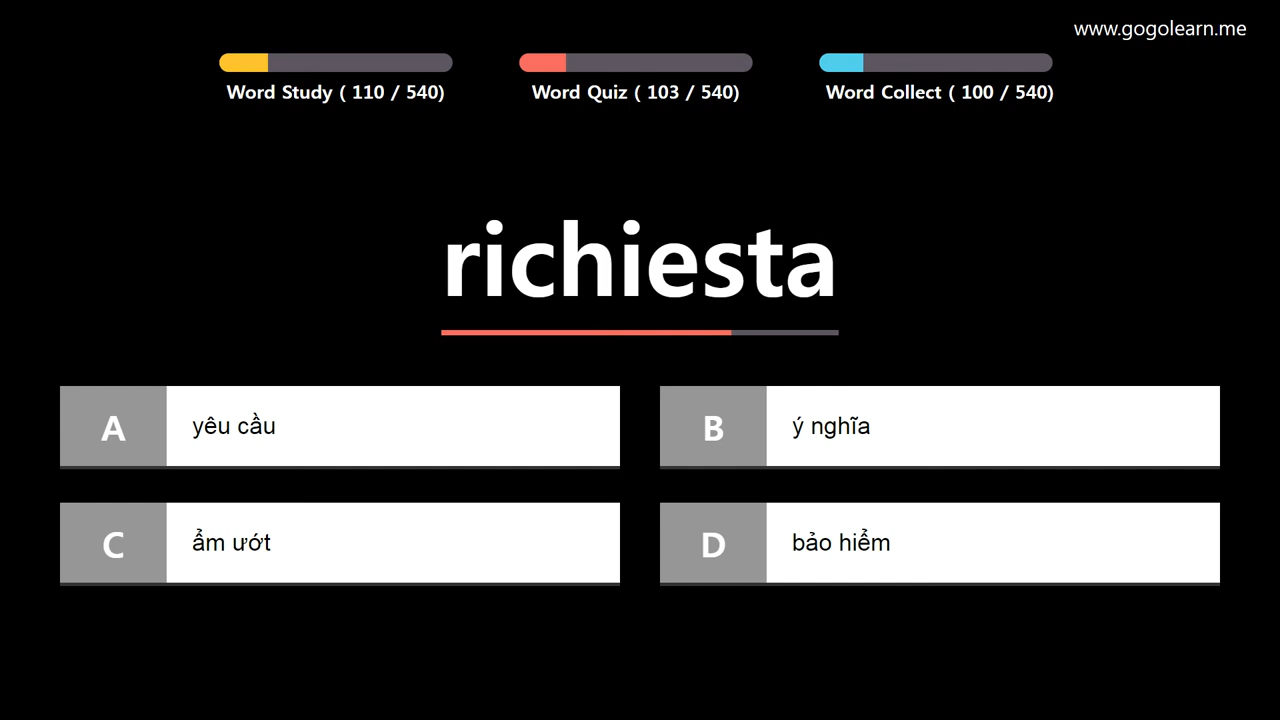 www.gogolearn.me
Word Study ( 110 / 540)
Word Quiz ( 103 / 540)
Word Collect ( 100 / 540)
richiesta
A yêu cầu
B ý nghĩa
C ẩm ướt
D bảo hiểm